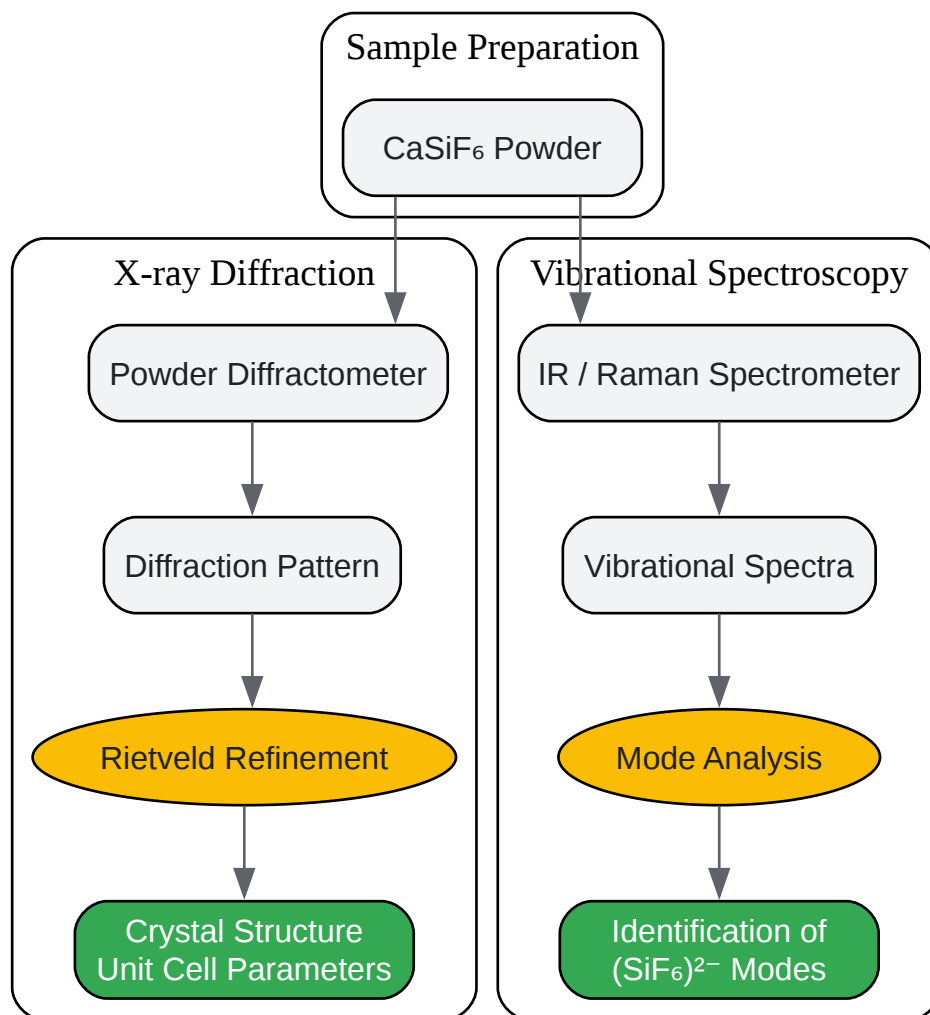 Sample Preparation
CaSiF₆ Powder
X-ray Diffraction
Powder Diffractometer
Diffraction Pattern
Rietveld Refinement
Crystal Structure
Unit Cell Parameters
Vibrational Spectroscopy
IR / Raman Spectrometer
Vibrational Spectra
Mode Analysis
Identification of
(SiF₆)²⁻ Modes